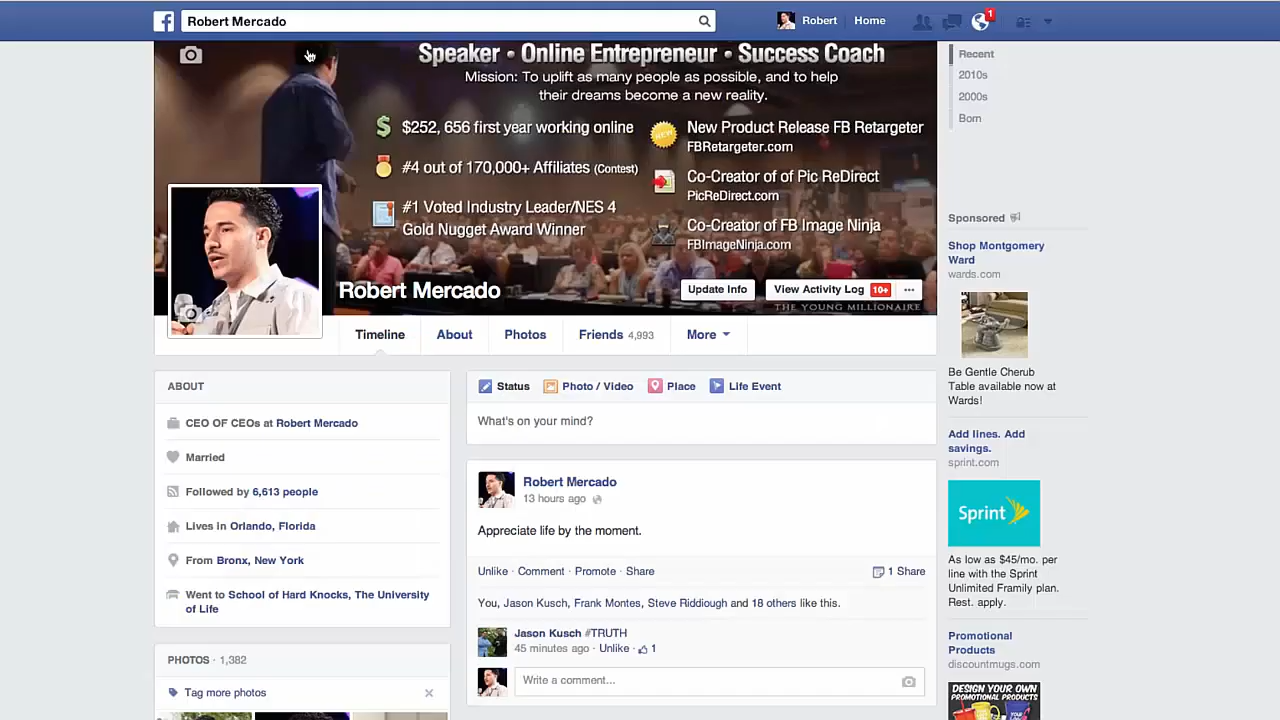 Robert Mercado
Robert
Home
1
Speaker • Online Entrepreneur • Success Coach
Mission: To uplift as many people as possible, and to help
their dreams become a new reality.
$252, 656 first year working online
#4 out of 170,000+ Affiliates (Contest)
#1 Voted Industry Leader/NES 4
Gold Nugget Award Winner
NEW
New Product Release FB Retargeter
FBRetargeter.com
Co-Creator of of Pic ReDirect
PicReDirect.com
Co-Creator of FB Image Ninja
FBImageNinja.com
Robert Mercado
Update Info
View Activity Log 10+ ...
THE YOUNG MILLIONAIRE
Timeline
About
Photos
Friends 4,993
More
ABOUT
CEO OF CEOs at Robert Mercado
Married
Followed by 6,613 people
Lives in Orlando, Florida
From Bronx, New York
Went to School of Hard Knocks, The University
of Life
PHOTOS · 1,382
Tag more photos
Status
Photo / Video
Place
Life Event
What's on your mind?
Robert Mercado
13 hours ago
Appreciate life by the moment.
Unlike · Comment · Promote · Share
1 Share
You, Jason Kusch, Frank Montes, Steve Riddiough and 18 others like this.
Jason Kusch #TRUTH
45 minutes ago · Unlike · 1
Write a comment...
Recent
2010s
2000s
Born
Sponsored
Shop Montgomery
Ward
wards.com
Be Gentle Cherub
Table available now at
Wards!
Add lines. Add
savings.
sprint.com
Sprint
As low as $45/mo. per
line with the Sprint
Unlimited Framily plan.
Rest. apply.
Promotional
Products
discountmugs.com
DESIGN YOUR OWN
PROMOTIONAL PRODUCTS